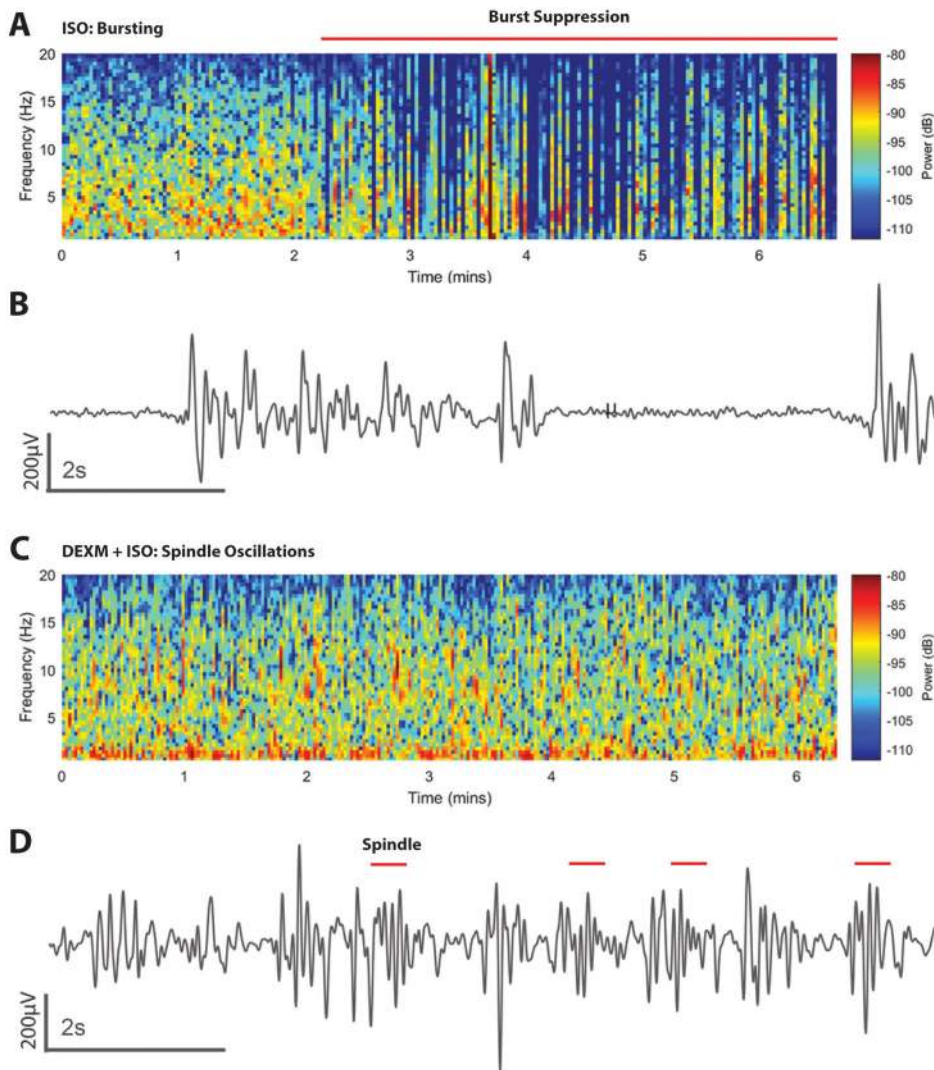 A
ISO: Bursting
Burst Suppression
Frequency (Hz)
20
15
10
5
0
1
2
3
4
5
6
Time (mins)
-80
-85
-90
-95
-100
-105
-110
Power (dB)
B
200µV
2s
C
DEXM + ISO: Spindle Oscillations
Frequency (Hz)
20
15
10
5
0
1
2
3
4
5
6
Time (mins)
-80
-85
-90
-95
-100
-105
-110
Power (dB)
D
Spindle
200µV
2s